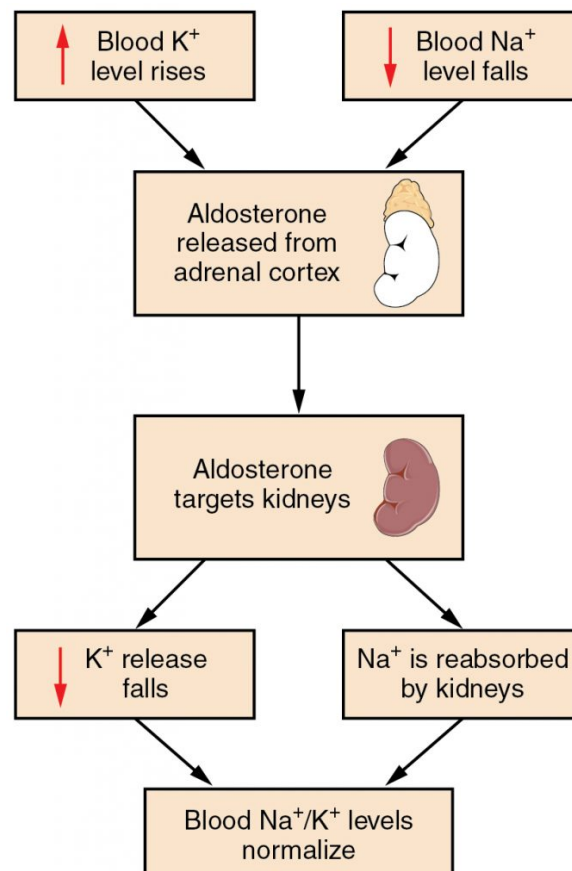 Blood K⁺
level rises
Blood Na⁺
level falls
Aldosterone
released from
adrenal cortex
Aldosterone
targets kidneys
K⁺ release
falls
Na⁺ is reabsorbed
by kidneys
Blood Na⁺/K⁺ levels
normalize